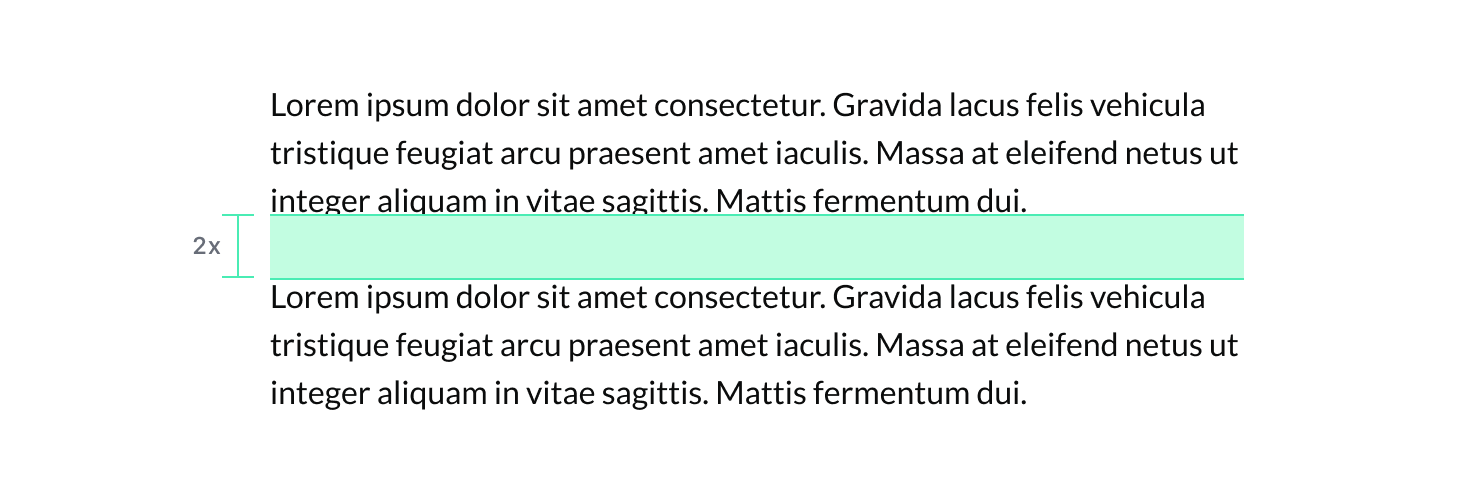 Lorem ipsum dolor sit amet consectetur. Gravida lacus felis vehicula
tristique feugiat arcu praesent amet iaculis. Massa at eleifend netus ut
integer aliquam in vitae sagittis. Mattis fermentum dui.
2x
Lorem ipsum dolor sit amet consectetur. Gravida lacus felis vehicula
tristique feugiat arcu praesent amet iaculis. Massa at eleifend netus ut
integer aliquam in vitae sagittis. Mattis fermentum dui.